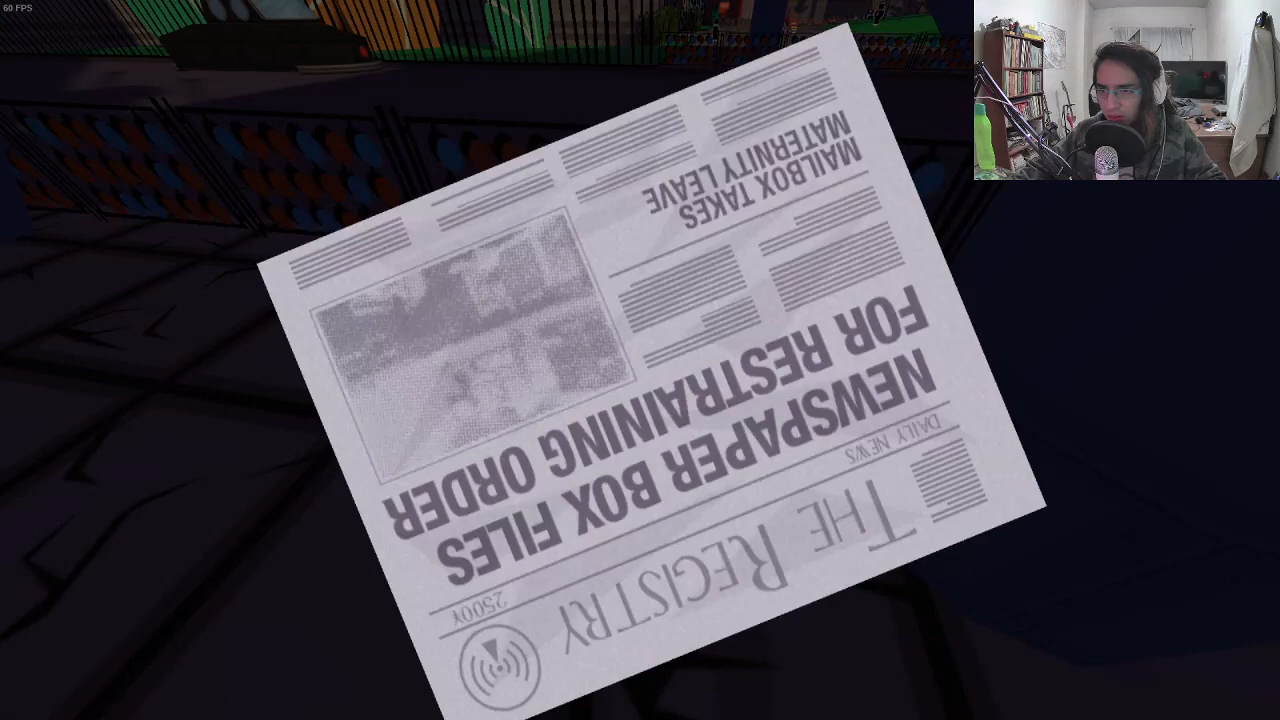 60 FPS
THE REGISTRY
DAILY NEWS
2500¥
NEWSPAPER BOX FILES
FOR RESTRAINING ORDER
MAILBOX TAKES
MATERNITY LEAVE